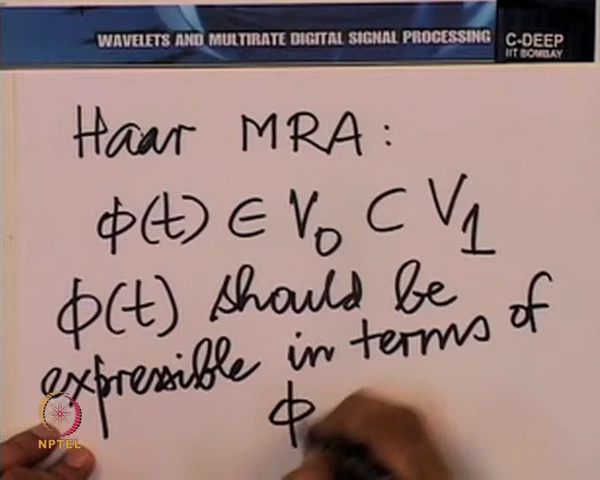 WAVELETS AND MULTIRATE DIGITAL SIGNAL PROCESSING
C-DEEP
IIT BOMBAY
Haar MRA:
ϕ(t) ∈ V₀ ⊂ V₁
ϕ(t) should be
expressible in terms of
ϕ
NPTEL